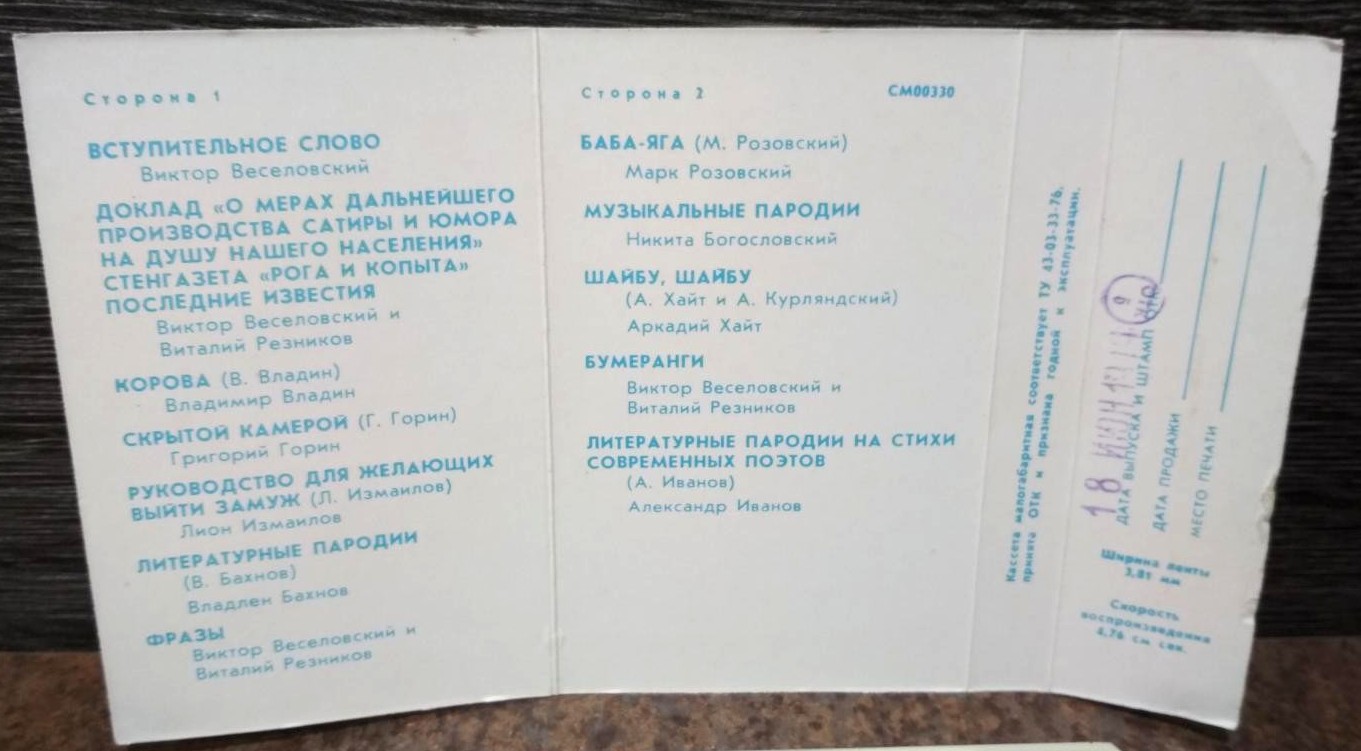 Сторона 1
ВСТУПИТЕЛЬНОЕ СЛОВО
Виктор Веселовский
ДОКЛАД «О МЕРАХ ДАЛЬНЕЙШЕГО
ПРОИЗВОДСТВА САТИРЫ И ЮМОРА
НА ДУШУ НАШЕГО НАСЕЛЕНИЯ»
СТЕНГАЗЕТА «РОГА И КОПЫТА»
ПОСЛЕДНИЕ ИЗВЕСТИЯ
Виктор Веселовский и
Виталий Резников
КОРОВА (В. Владин)
Владимир Владин
СКРЫТОЙ КАМЕРОЙ (Г. Горин)
Григорий Горин
РУКОВОДСТВО ДЛЯ ЖЕЛАЮЩИХ
ВЫЙТИ ЗАМУЖ (Л. Измаилов)
Лион Измаилов
ЛИТЕРАТУРНЫЕ ПАРОДИИ
(В. Бахнов)
Владлен Бахнов
ФРАЗЫ
Виктор Веселовский и
Виталий Резников
Сторона 2
СМ00330
БАБА-ЯГА (М. Розовский)
Марк Розовский
МУЗЫКАЛЬНЫЕ ПАРОДИИ
Никита Богословский
ШАЙБУ, ШАЙБУ
(А. Хайт и А. Курляндский)
Аркадий Хайт
БУМЕРАНГИ
Виктор Веселовский и
Виталий Резников
ЛИТЕРАТУРНЫЕ ПАРОДИИ НА СТИХИ
СОВРЕМЕННЫХ ПОЭТОВ
(А. Иванов)
Александр Иванов
Кассета малогабаритная соответствует ТУ 43-03-33-76,
принята ОТК и признана годной к эксплуатации.
18
9
ДАТА ВЫПУСКА И ШТАМП ОТК
ДАТА ПРОДАЖИ
МЕСТО ПЕЧАТИ
Ширина ленты
3,81 мм
Скорость
воспроизведения
4,76 см сек.